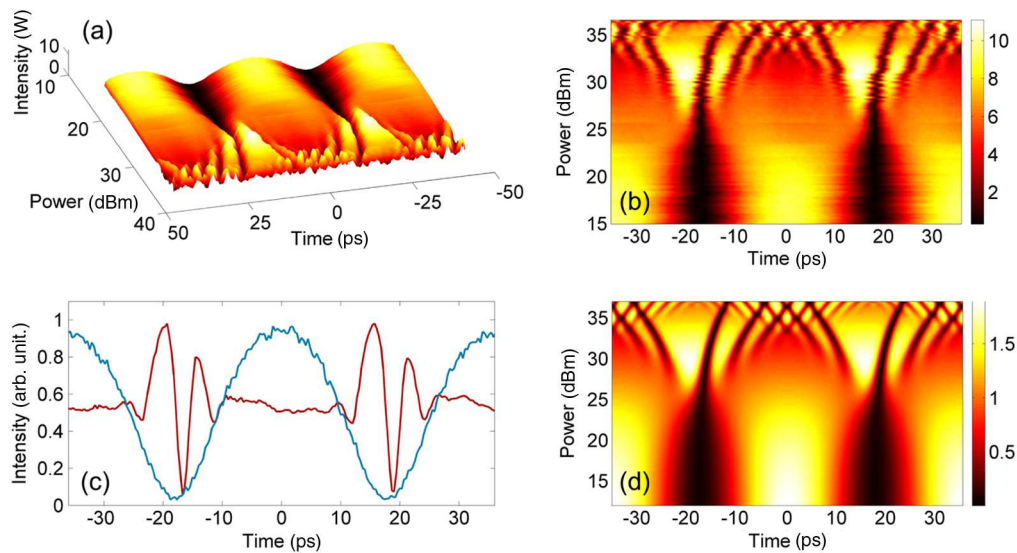 (a)
Intensity (W)
10
0
10
20
30
40
Power (dBm)
50
25
0
-25
-50
Time (ps)
(b)
Power (dBm)
35
30
25
20
15
-30 -20 -10 0 10 20 30
Time (ps)
10
8
6
4
2
(c)
Intensity (arb. unit.)
1
0.8
0.6
0.4
0.2
0
-30 -20 -10 0 10 20 30
Time (ps)
(d)
Power (dBm)
35
30
25
20
15
-30 -20 -10 0 10 20 30
Time (ps)
1.5
1
0.5